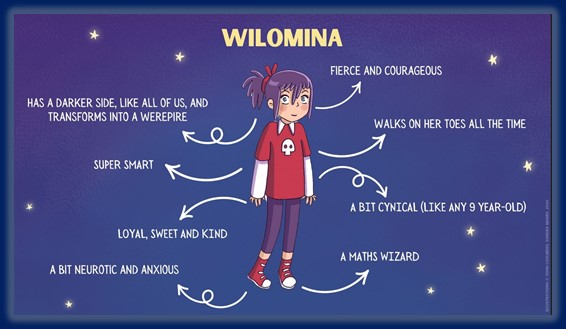 WILOMINA
FIERCE AND COURAGEOUS
HAS A DARKER SIDE, LIKE ALL OF US, AND
TRANSFORMS INTO A WEREPIRE
WALKS ON HER TOES ALL THE TIME
SUPER SMART
A BIT CYNICAL (LIKE ANY 9 YEAR-OLD)
LOYAL, SWEET AND KIND
A MATHS WIZARD
A BIT NEUROTIC AND ANXIOUS